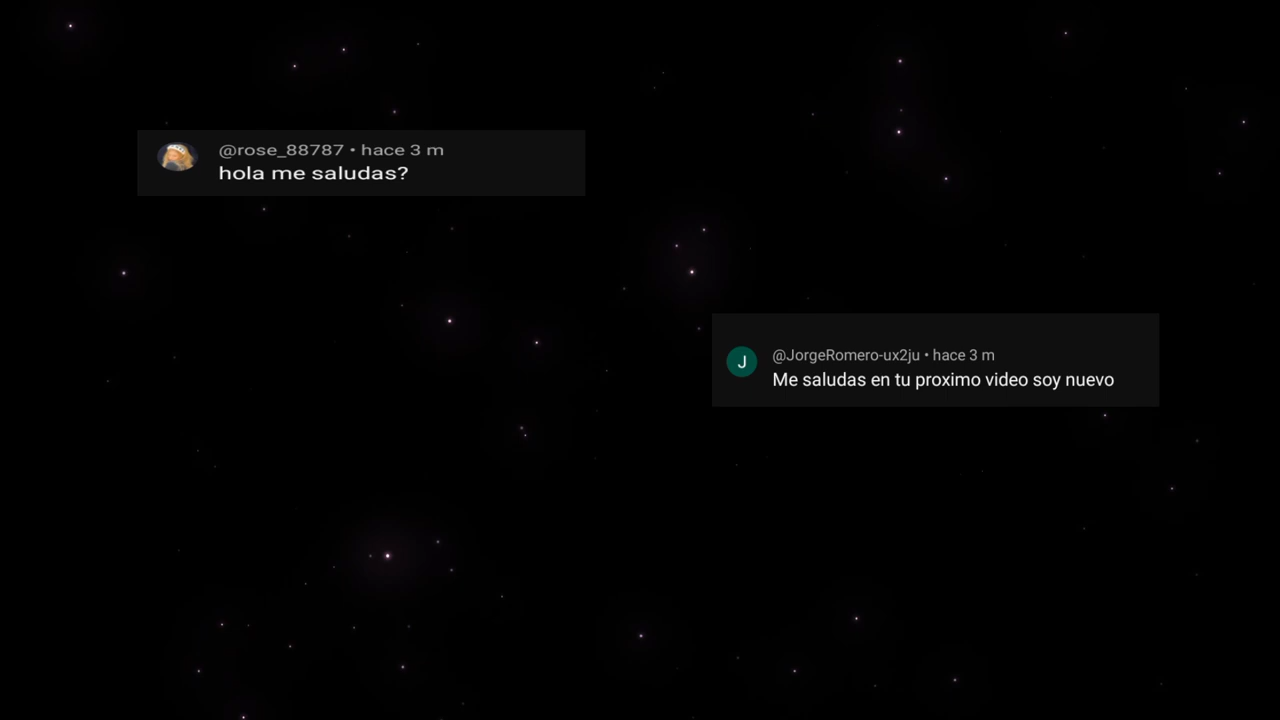 @rose_88787 • hace 3 m
hola me saludas?
J
@JorgeRomero-ux2ju • hace 3 m
Me saludas en tu proximo video soy nuevo